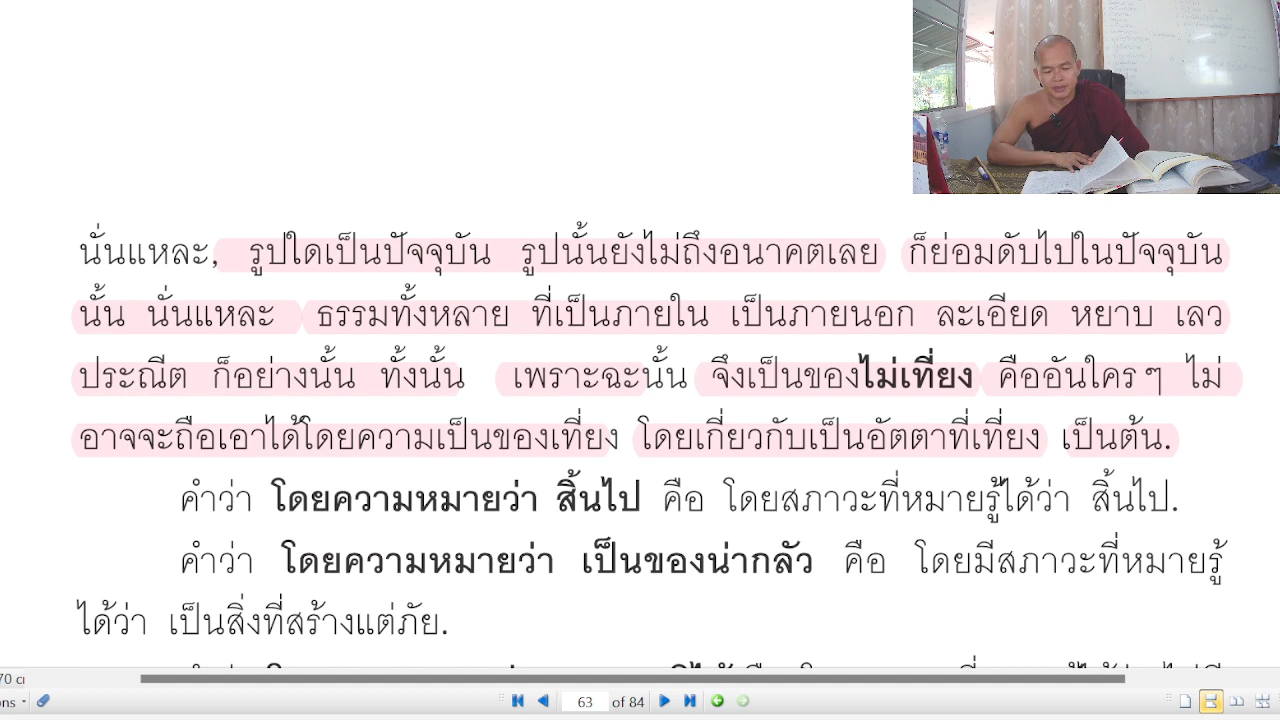 นั่นแหละ, รูปใดเป็นปัจจุบัน รูปนั้นยังไม่ถึงอนาคตเลย ก็ย่อมดับไปในปัจจุบัน
นั้น นั่นแหละ ธรรมทั้งหลาย ที่เป็นภายใน เป็นภายนอก ละเอียด หยาบ เลว
ประณีต ก็อย่างนั้น ทั้งนั้น เพราะฉะนั้น จึงเป็นของไม่เที่ยง คืออันใครๆ ไม่
อาจจะถือเอาได้โดยความเป็นของเที่ยง โดยเกี่ยวกับเป็นอัตตาที่เที่ยง เป็นต้น.
คำว่า โดยความหมายว่า สิ้นไป คือ โดยสภาวะที่หมายรู้ได้ว่า สิ้นไป.
คำว่า โดยความหมายว่า เป็นของน่ากลัว คือ โดยมีสภาวะที่หมายรู้
ได้ว่า เป็นสิ่งที่สร้างแต่ภัย.
63 of 84